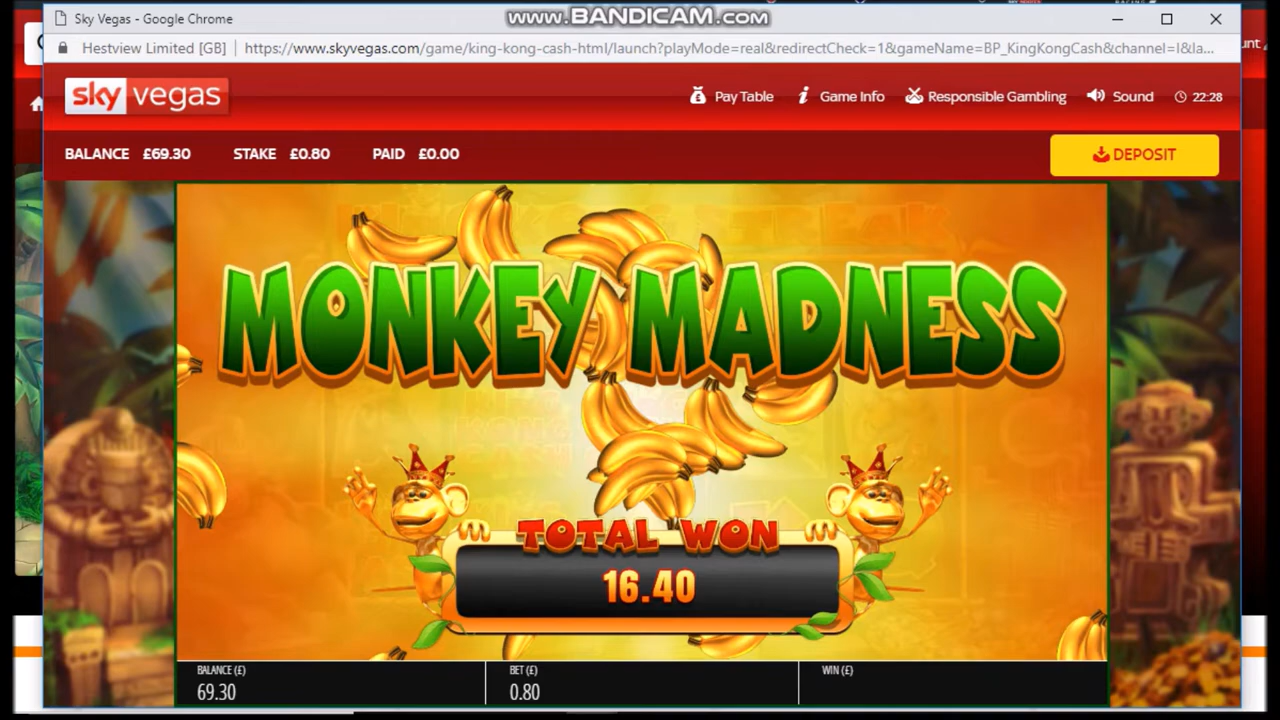 www.BANDICAM.COM
Sky Vegas - Google Chrome
Hestview Limited [GB] | https://www.skyvegas.com/game/king-kong-cash-html/launch?playMode=real&redirectCheck=1&gameName=BP_KingKongCash&channel=I&la...
sky vegas
Pay Table Game Info Responsible Gambling Sound 22:28
BALANCE £69.30 STAKE £0.80 PAID £0.00
DEPOSIT
MONKEY MADNESS
TOTAL WON
16.40
BALANCE (£) BET (£) WIN (£)
69.30 0.80